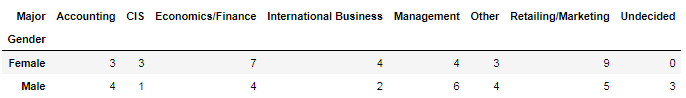 Major Accounting CIS Economics/Finance International Business Management Other Retailing/Marketing Undecided
Gender
Female 3 3 7 4 4 3 9 0
Male 4 1 4 2 6 4 5 3